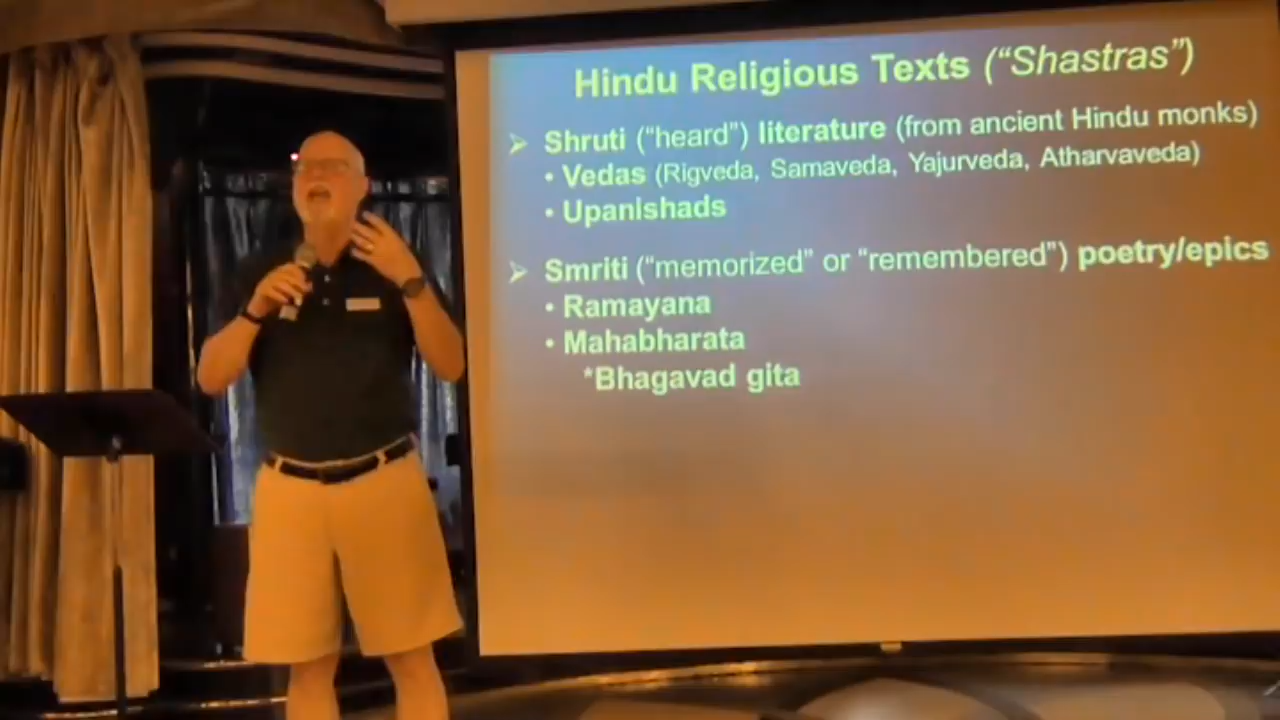 Hindu Religious Texts (“Shastras”)
➢ Shruti (“heard”) literature (from ancient Hindu monks)
• Vedas (Rigveda, Samaveda, Yajurveda, Atharvaveda)
• Upanishads
➢ Smriti (“memorized” or “remembered”) poetry/epics
• Ramayana
• Mahabharata
*Bhagavad gita